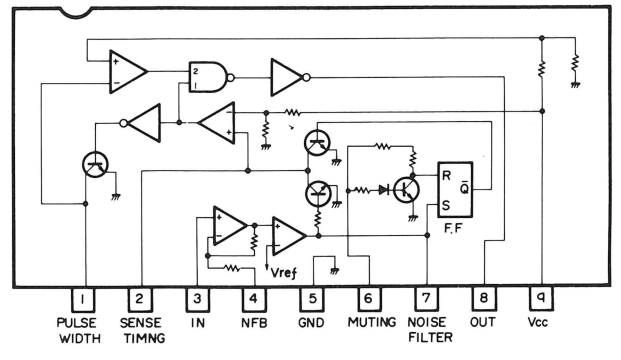 +
−
2
1
−
+
R
Q̄
S
F.F
+
−
+
−
Vref
1
2
3
4
5
6
7
8
9
PULSE WIDTH
SENSE TIMNG
IN
NFB
GND
MUTING
NOISE FILTER
OUT
Vcc